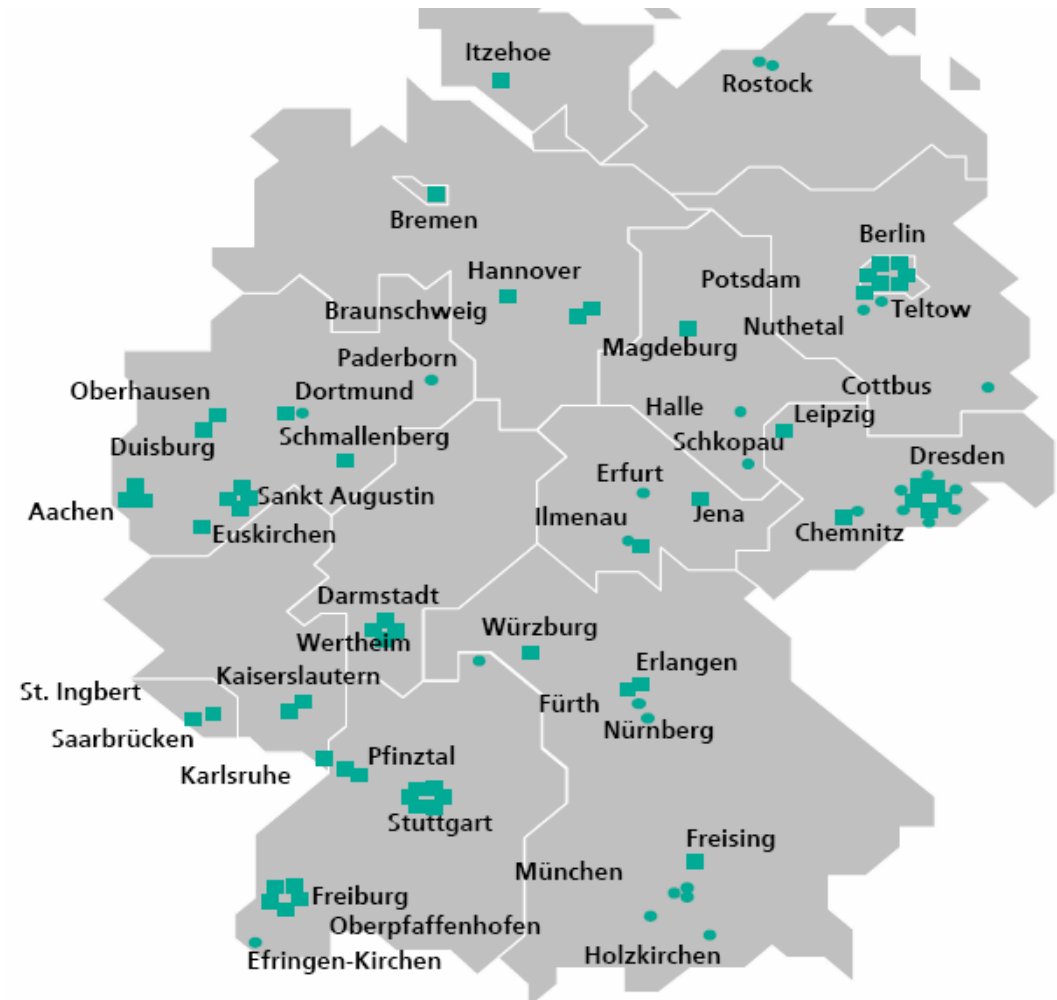 Itzehoe
Rostock
Bremen
Berlin
Hannover
Potsdam
Braunschweig
Teltow
Nuthetal
Magdeburg
Paderborn
Oberhausen
Dortmund
Cottbus
Halle
Leipzig
Duisburg
Schmallenberg
Schkopau
Dresden
Erfurt
Sankt Augustin
Aachen
Ilmenau
Jena
Euskirchen
Chemnitz
Darmstadt
Wertheim
Würzburg
Erlangen
Kaiserslautern
St. Ingbert
Fürth
Nürnberg
Saarbrücken
Pfinztal
Karlsruhe
Stuttgart
Freising
München
Freiburg
Oberpfaffenhofen
Holzkirchen
Efringen-Kirchen